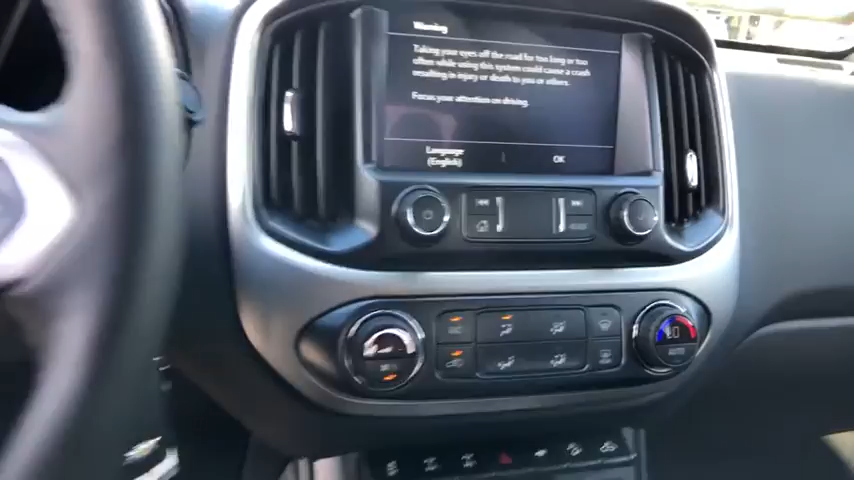 Warning
Taking your eyes off the road for too long or too
often while using this system could cause a crash
resulting in injury or death to you or others.
Focus your attention on driving.
Language
(English)
OK
AUTO